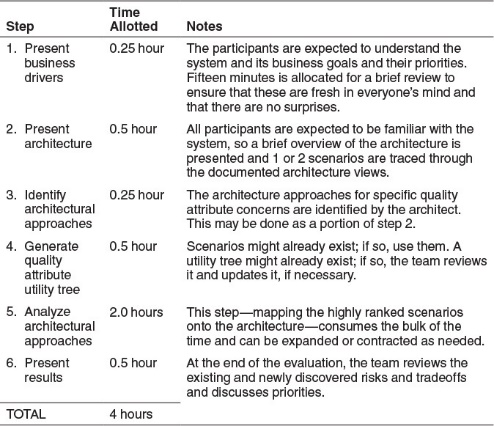 Step Time Allotted Notes
1. Present business drivers 0.25 hour The participants are expected to understand the
system and its business goals and their priorities.
Fifteen minutes is allocated for a brief review to
ensure that these are fresh in everyone's mind and
that there are no surprises.
2. Present architecture 0.5 hour All participants are expected to be familiar with the
system, so a brief overview of the architecture is
presented and 1 or 2 scenarios are traced through
the documented architecture views.
3. Identify architectural approaches 0.25 hour The architecture approaches for specific quality
attribute concerns are identified by the architect.
This may be done as a portion of step 2.
4. Generate quality attribute utility tree 0.5 hour Scenarios might already exist; if so, use them. A
utility tree might already exist; if so, the team reviews
it and updates it, if necessary.
5. Analyze architectural approaches 2.0 hours This step—mapping the highly ranked scenarios
onto the architecture—consumes the bulk of the
time and can be expanded or contracted as needed.
6. Present results 0.5 hour At the end of the evaluation, the team reviews the
existing and newly discovered risks and tradeoffs
and discusses priorities.
TOTAL 4 hours